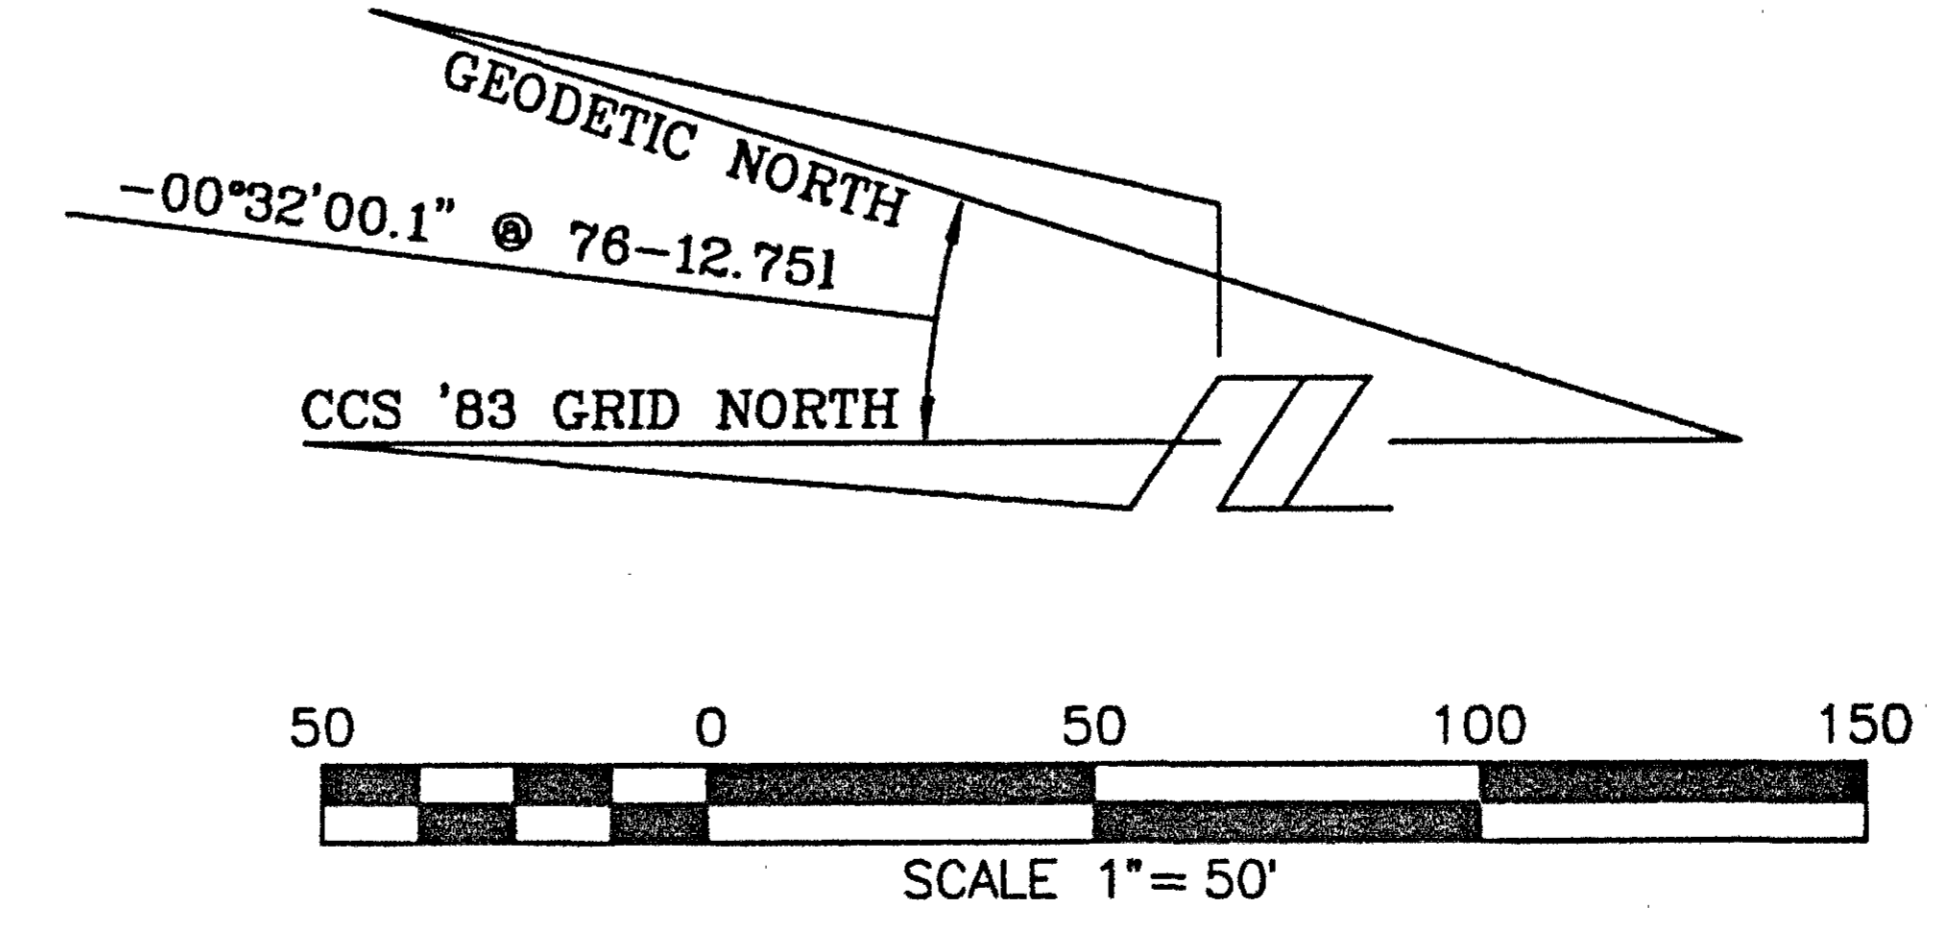 GEODETIC NORTH
-00°32'00.1" @ 76-12.751
CCS '83 GRID NORTH
50 0 50 100 150
SCALE 1"= 50'